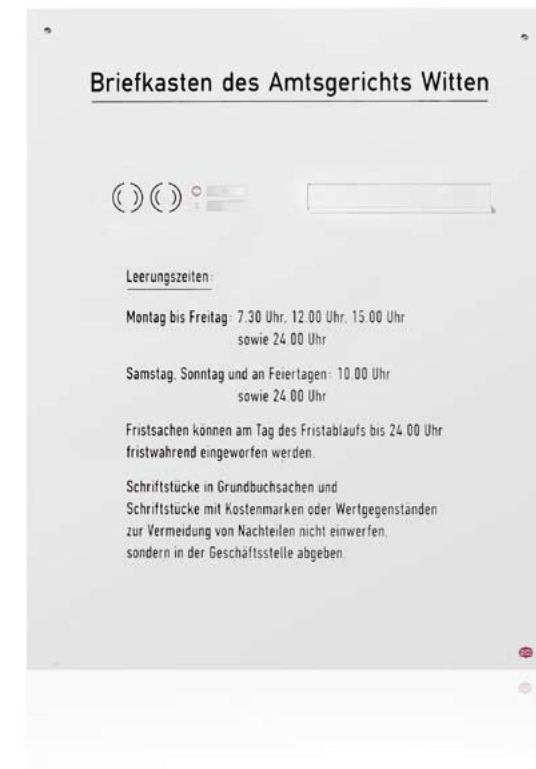 Briefkasten des Amtsgerichts Witten
Leerungszeiten:
Montag bis Freitag: 7.30 Uhr, 12.00 Uhr, 15.00 Uhr
sowie 24.00 Uhr
Samstag, Sonntag und an Feiertagen: 10.00 Uhr
sowie 24.00 Uhr
Fristsachen können am Tag des Fristablaufs bis 24.00 Uhr
fristwahrend eingeworfen werden.
Schriftstücke in Grundbuchsachen und
Schriftstücke mit Kostenmarken oder Wertgegenständen
zur Vermeidung von Nachteilen nicht einwerfen,
sondern in der Geschäftsstelle abgeben.